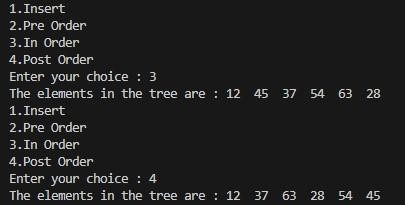 1.Insert
2.Pre Order
3.In Order
4.Post Order
Enter your choice : 3
The elements in the tree are : 12  45  37  54  63  28
1.Insert
2.Pre Order
3.In Order
4.Post Order
Enter your choice : 4
The elements in the tree are : 12  37  63  28  54  45